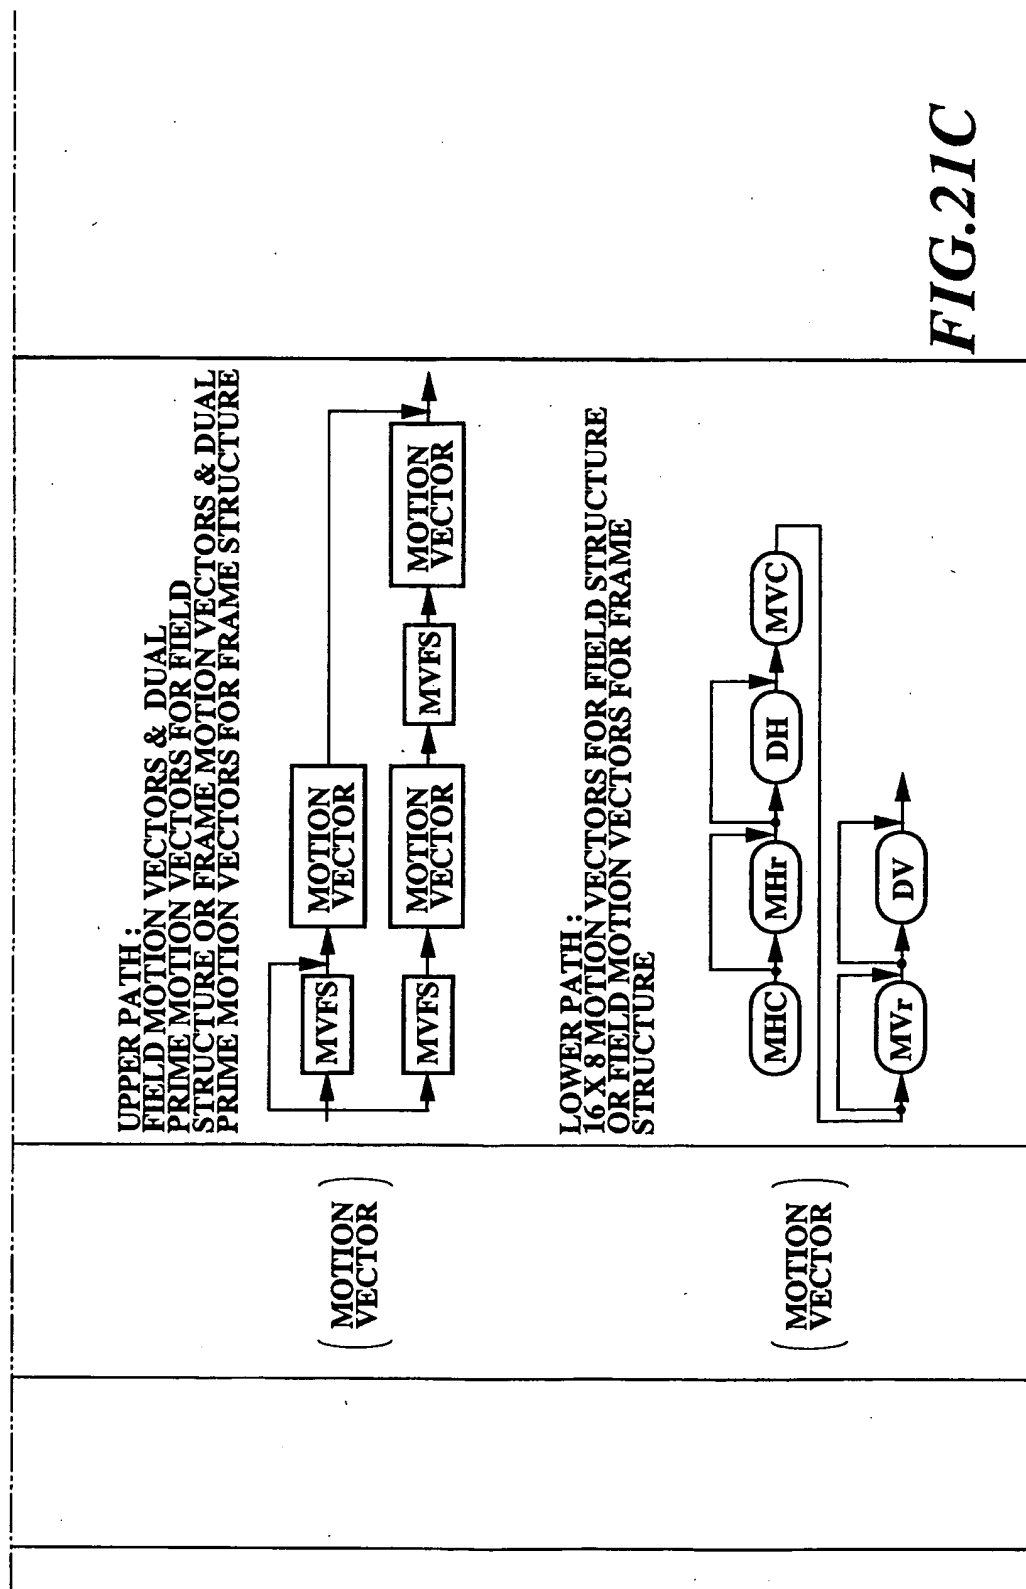 UPPER PATH :
FIELD MOTION VECTORS & DUAL
PRIME MOTION VECTORS FOR FIELD
STRUCTURE OR FRAME MOTION VECTORS & DUAL
PRIME MOTION VECTORS FOR FRAME STRUCTURE
(MOTION
VECTOR)
MVFS
MOTION
VECTOR
MVFS
MOTION
VECTOR
MVFS
MOTION
VECTOR
LOWER PATH :
16 X 8 MOTION VECTORS FOR FIELD STRUCTURE
OR FIELD MOTION VECTORS FOR FRAME
STRUCTURE
(MOTION
VECTOR)
MHC
MHr
DH
MVC
MVr
DV
FIG.21C